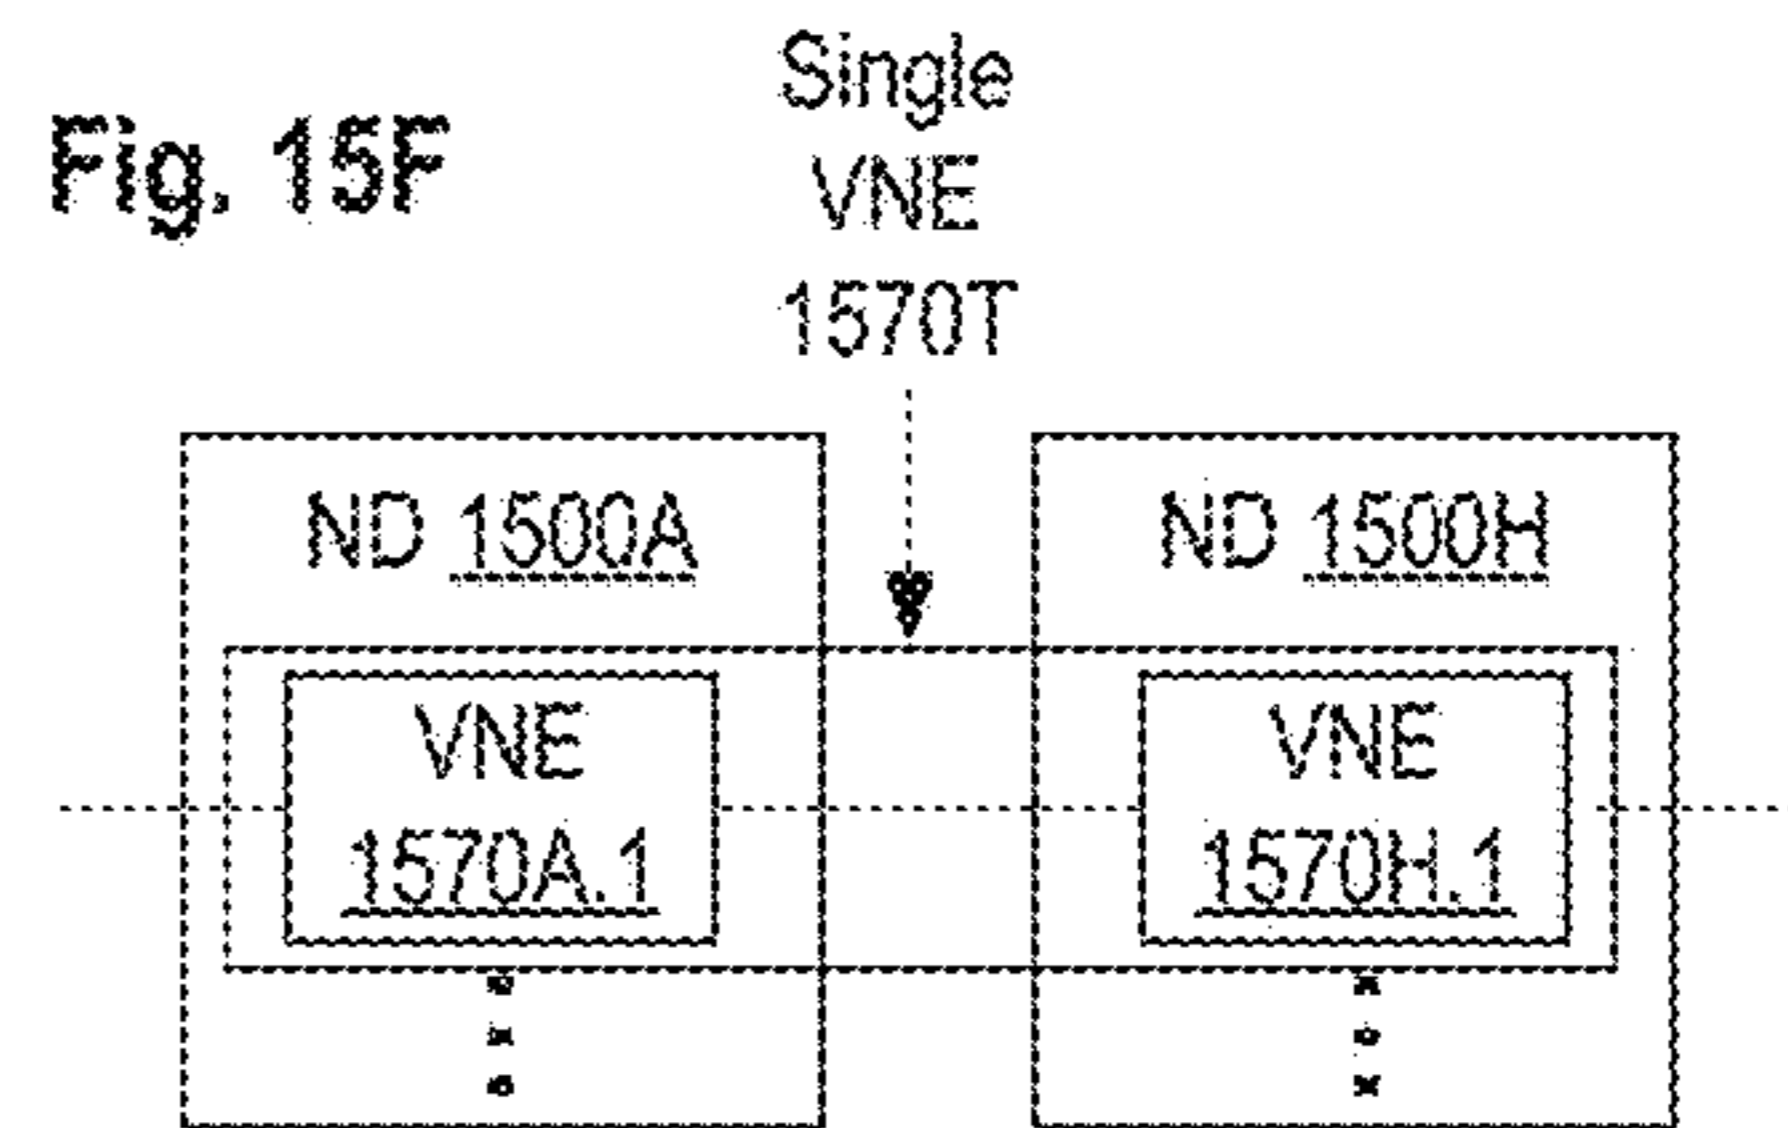 Fig. 15F
Single
VNE
1570T
ND 1500A
ND 1500H
VNE
1570A.1
VNE
1570H.1